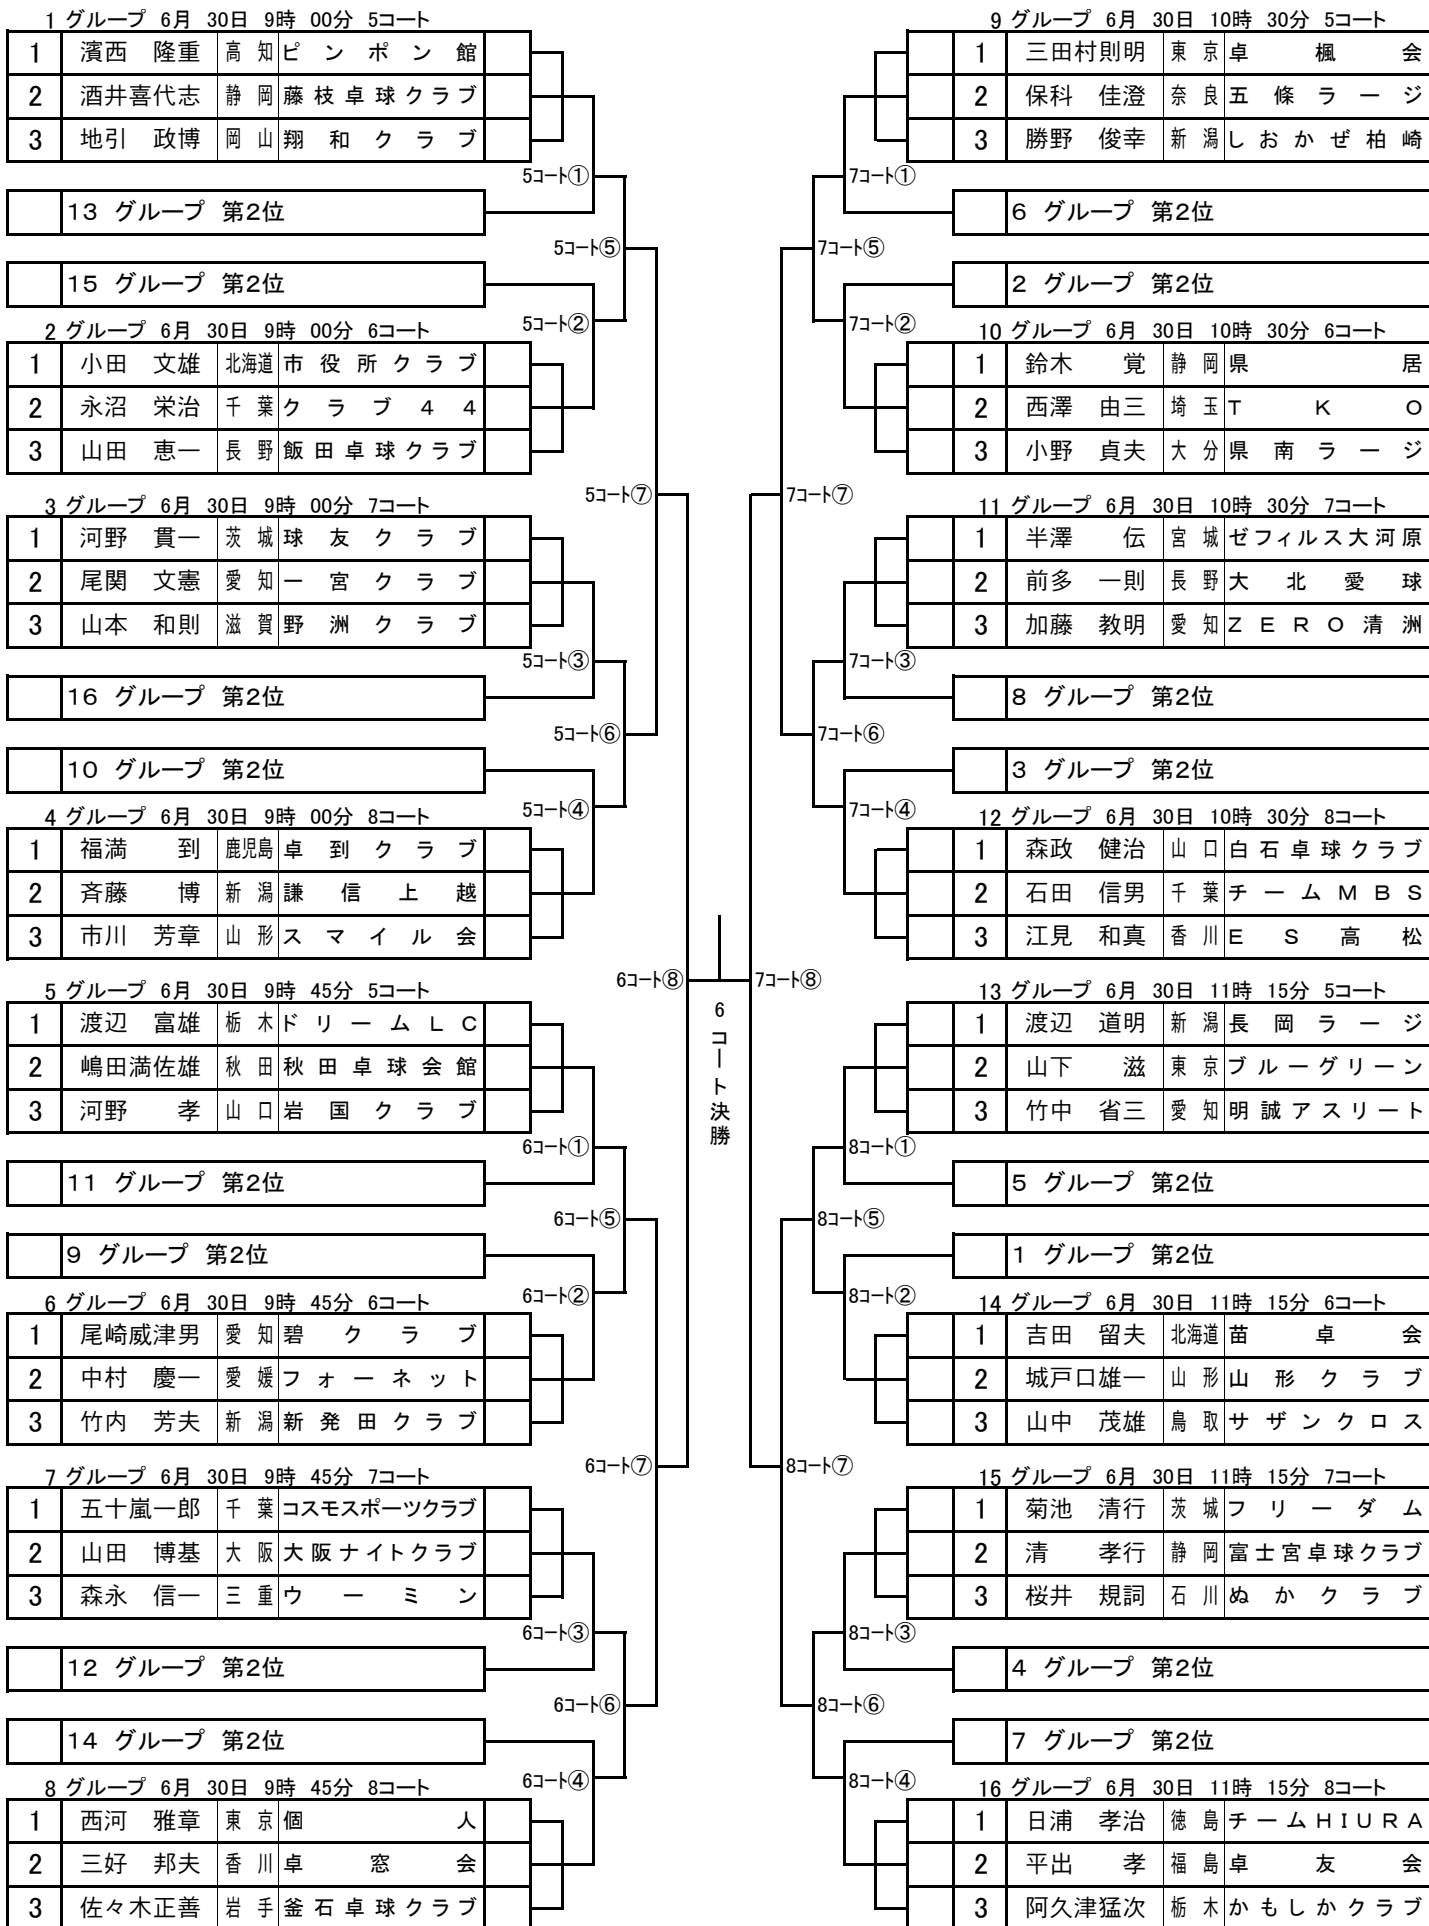 1 グループ 6月 30日 9時 00分 5コート
1 濱西 隆重 高知 ピンポン館
2 酒井喜代志 静岡 藤枝卓球クラブ
3 地引 政博 岡山 翔和クラブ
5コート①
13 グループ 第2位
5コート⑤
15 グループ 第2位
5コート②
2 グループ 6月 30日 9時 00分 6コート
1 小田 文雄 北海道 市役所クラブ
2 永沼 栄治 千葉 クラブ44
3 山田 恵一 長野 飯田卓球クラブ
5コート⑦
3 グループ 6月 30日 9時 00分 7コート
1 河野 貫一 茨城 球友クラブ
2 尾関 文憲 愛知 一宮クラブ
3 山本 和則 滋賀 野洲クラブ
5コート③
16 グループ 第2位
5コート⑥
10 グループ 第2位
5コート④
4 グループ 6月 30日 9時 00分 8コート
1 福満 到 鹿児島 卓到クラブ
2 斉藤 博 新潟 謙信上越
3 市川 芳章 山形 スマイル会
6コート⑧
5 グループ 6月 30日 9時 45分 5コート
1 渡辺 富雄 栃木 ドリームLC
2 嶋田満佐雄 秋田 秋田卓球会館
3 河野 孝 山口 岩国クラブ
6コート①
11 グループ 第2位
6コート⑤
9 グループ 第2位
6コート②
6 グループ 6月 30日 9時 45分 6コート
1 尾崎威津男 愛知 碧クラブ
2 中村 慶一 愛媛 フォーネット
3 竹内 芳夫 新潟 新発田クラブ
6コート⑦
7 グループ 6月 30日 9時 45分 7コート
1 五十嵐一郎 千葉 コスモスポーツクラブ
2 山田 博基 大阪 大阪ナイトクラブ
3 森永 信一 三重 ウーミン
6コート③
12 グループ 第2位
6コート⑥
14 グループ 第2位
6コート④
8 グループ 6月 30日 9時 45分 8コート
1 西河 雅章 東京 個人
2 三好 邦夫 香川 卓窓会
3 佐々木正善 岩手 釜石卓球クラブ
6コート決勝
9 グループ 6月 30日 10時 30分 5コート
1 三田村則明 東京 卓楓会
2 保科 佳澄 奈良 五條ラージ
3 勝野 俊幸 新潟 しおかぜ柏崎
7コート①
6 グループ 第2位
7コート⑤
2 グループ 第2位
7コート②
10 グループ 6月 30日 10時 30分 6コート
1 鈴木 覚 静岡 県居
2 西澤 由三 埼玉 TKO
3 小野 貞夫 大分 県南ラージ
7コート⑦
11 グループ 6月 30日 10時 30分 7コート
1 半澤 伝 宮城 ゼフィルス大河原
2 前多 一則 長野 大北愛球
3 加藤 教明 愛知 ZERO清洲
7コート③
8 グループ 第2位
7コート⑥
3 グループ 第2位
7コート④
12 グループ 6月 30日 10時 30分 8コート
1 森政 健治 山口 白石卓球クラブ
2 石田 信男 千葉 チームMBS
3 江見 和真 香川 ES高松
7コート⑧
13 グループ 6月 30日 11時 15分 5コート
1 渡辺 道明 新潟 長岡ラージ
2 山下 滋 東京 ブルーグリーン
3 竹中 省三 愛知 明誠アスリート
8コート①
5 グループ 第2位
8コート⑤
1 グループ 第2位
8コート②
14 グループ 6月 30日 11時 15分 6コート
1 吉田 留夫 北海道 苗卓会
2 城戸口雄一 山形 山形クラブ
3 山中 茂雄 鳥取 サザンクロス
8コート⑦
15 グループ 6月 30日 11時 15分 7コート
1 菊池 清行 茨城 フリーダム
2 清 孝行 静岡 富士宮卓球クラブ
3 桜井 規詞 石川 ぬかクラブ
8コート③
4 グループ 第2位
8コート⑥
7 グループ 第2位
8コート④
16 グループ 6月 30日 11時 15分 8コート
1 日浦 孝治 徳島 チームHIURA
2 平出 孝 福島 卓友会
3 阿久津猛次 栃木 かもしかクラブ